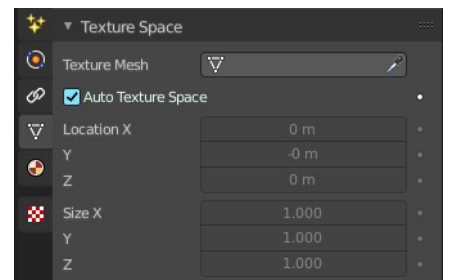 Texture Space
Texture Mesh
Auto Texture Space
Location X 0 m
Y -0 m
Z 0 m
Size X 1.000
Y 1.000
Z 1.000